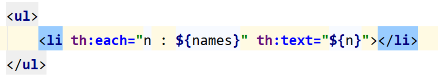 <ul>
<li th:each="n : ${names}" th:text="${n}"></li>
</ul>